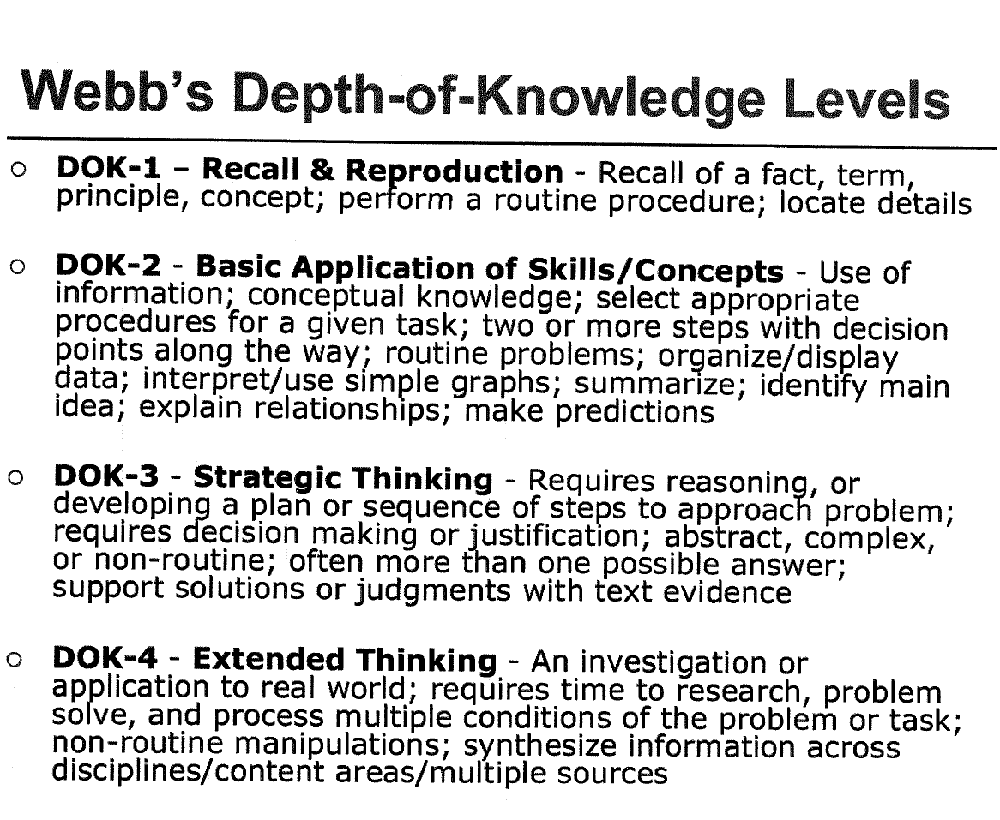 Webb's Depth-of-Knowledge Levels
○ DOK-1 – Recall & Reproduction - Recall of a fact, term,
principle, concept; perform a routine procedure; locate details
○ DOK-2 - Basic Application of Skills/Concepts - Use of
information; conceptual knowledge; select appropriate
procedures for a given task; two or more steps with decision
points along the way; routine problems; organize/display
data; interpret/use simple graphs; summarize; identify main
idea; explain relationships; make predictions
○ DOK-3 - Strategic Thinking - Requires reasoning, or
developing a plan or sequence of steps to approach problem;
requires decision making or justification; abstract, complex,
or non-routine; often more than one possible answer;
support solutions or judgments with text evidence
○ DOK-4 - Extended Thinking - An investigation or
application to real world; requires time to research, problem
solve, and process multiple conditions of the problem or task;
non-routine manipulations; synthesize information across
disciplines/content areas/multiple sources